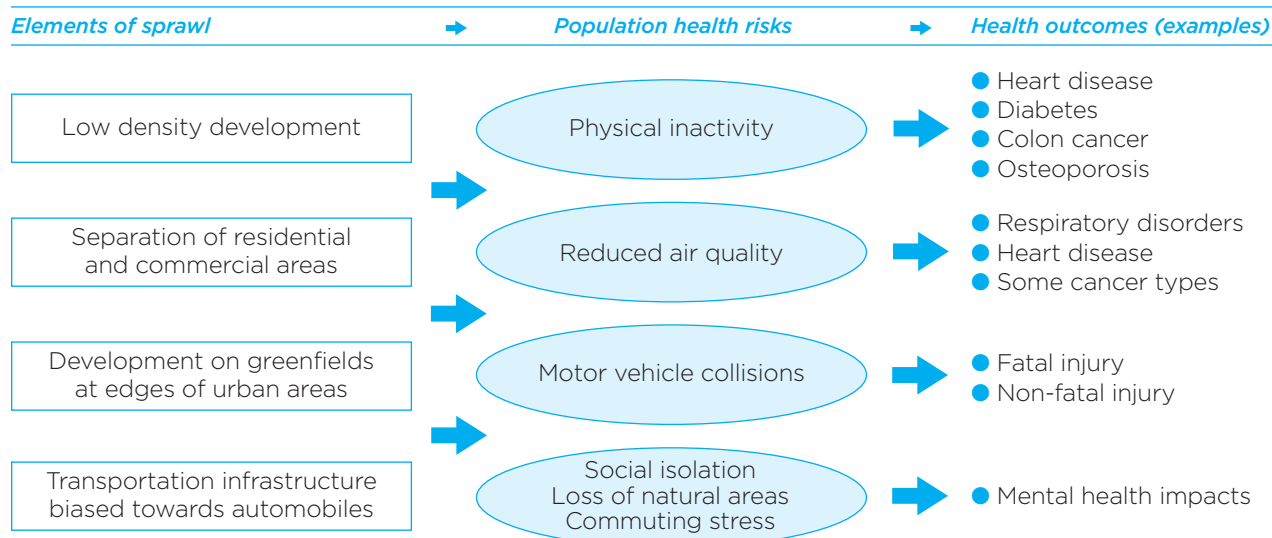 Elements of sprawl
Population health risks
Health outcomes (examples)
Low density development
Physical inactivity
Heart disease
Diabetes
Colon cancer
Osteoporosis
Separation of residential
and commercial areas
Reduced air quality
Respiratory disorders
Heart disease
Some cancer types
Development on greenfields
at edges of urban areas
Motor vehicle collisions
Fatal injury
Non-fatal injury
Transportation infrastructure
biased towards automobiles
Social isolation
Loss of natural areas
Commuting stress
Mental health impacts